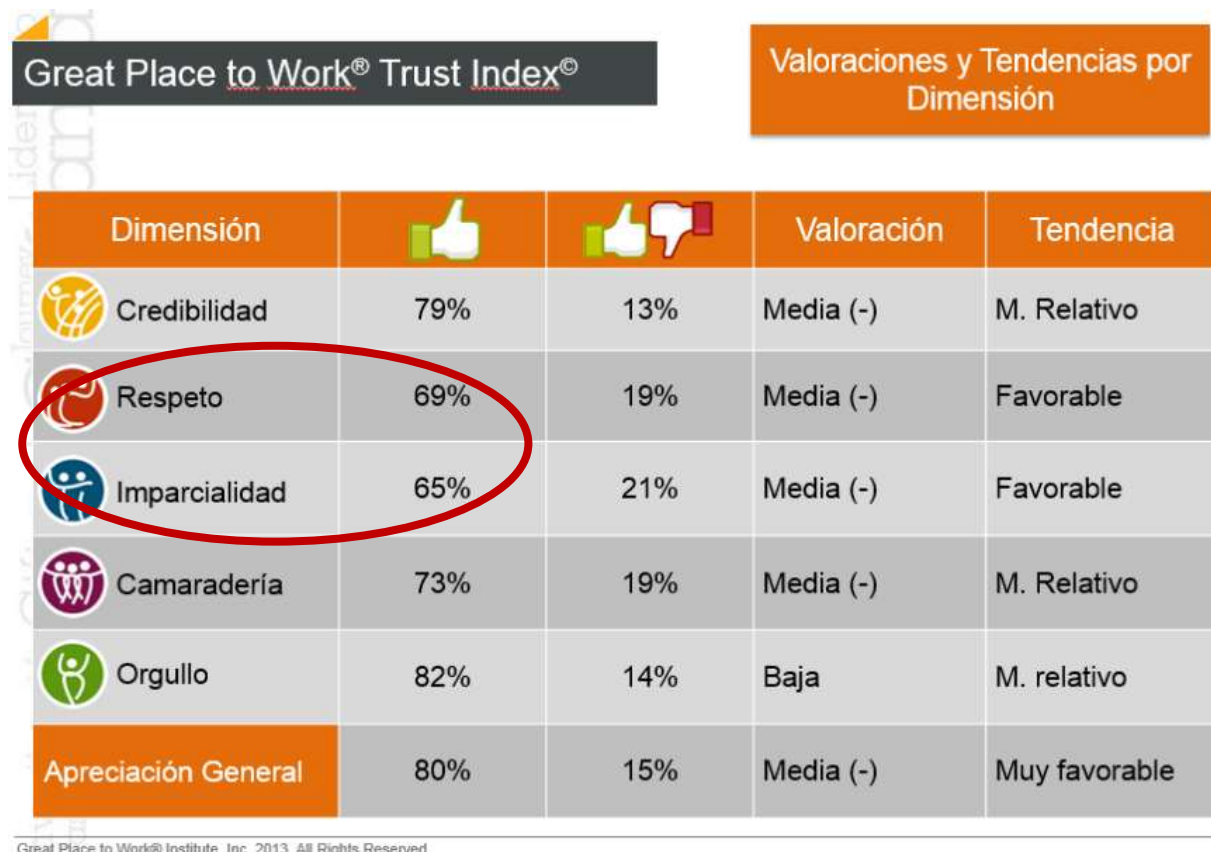 Great Place to Work® Trust Index©
Valoraciones y Tendencias por
Dimensión
Dimensión Valoración Tendencia
Credibilidad 79% 13% Media (-) M. Relativo
Respeto 69% 19% Media (-) Favorable
Imparcialidad 65% 21% Media (-) Favorable
Camaradería 73% 19% Media (-) M. Relativo
Orgullo 82% 14% Baja M. relativo
Apreciación General 80% 15% Media (-) Muy favorable
Great Place to Work® Institute, Inc. 2013. All Rights Reserved